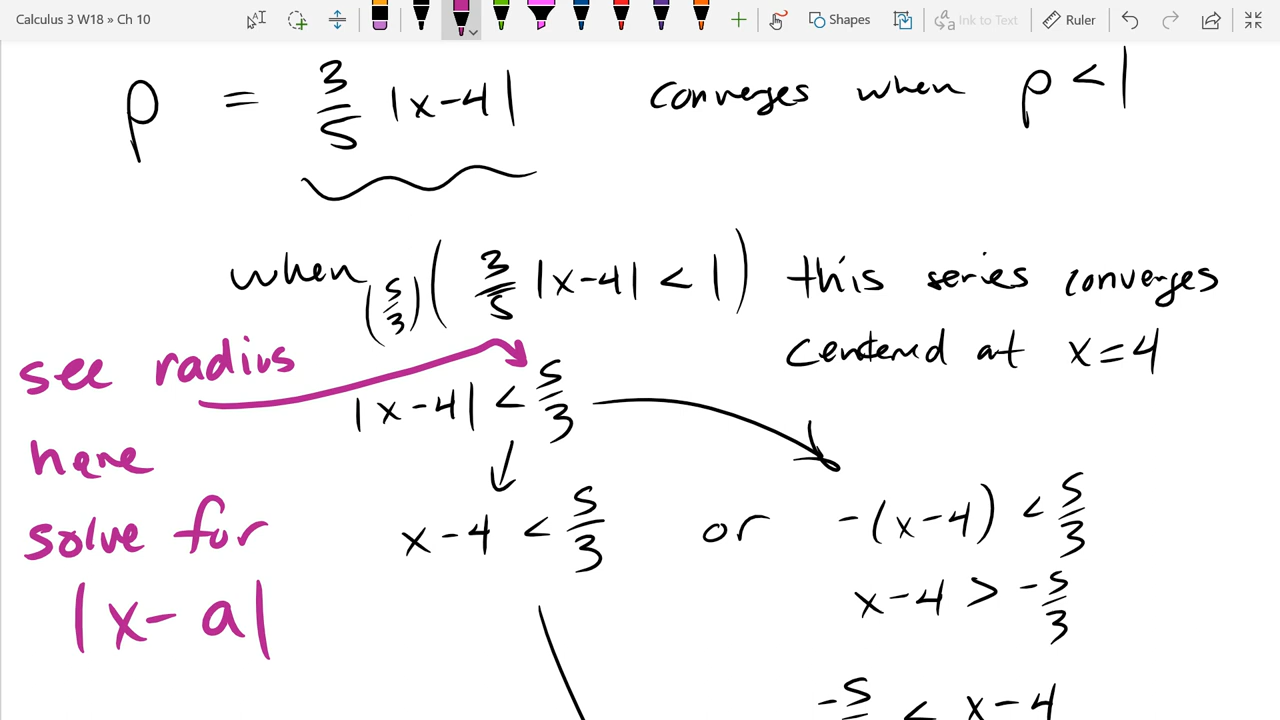 Calculus 3 W18 » Ch 10
Shapes
Ink to Text
Ruler
ρ = 3/5 |x-4| converges when ρ < 1
when (5/3)( 3/5 |x-4| < 1 ) this series converges
centered at x=4
see radius
here
solve for
|x-a|
|x-4| < 5/3
x-4 < 5/3 or -(x-4) < 5/3
x-4 > -5/3
-5 < x-4